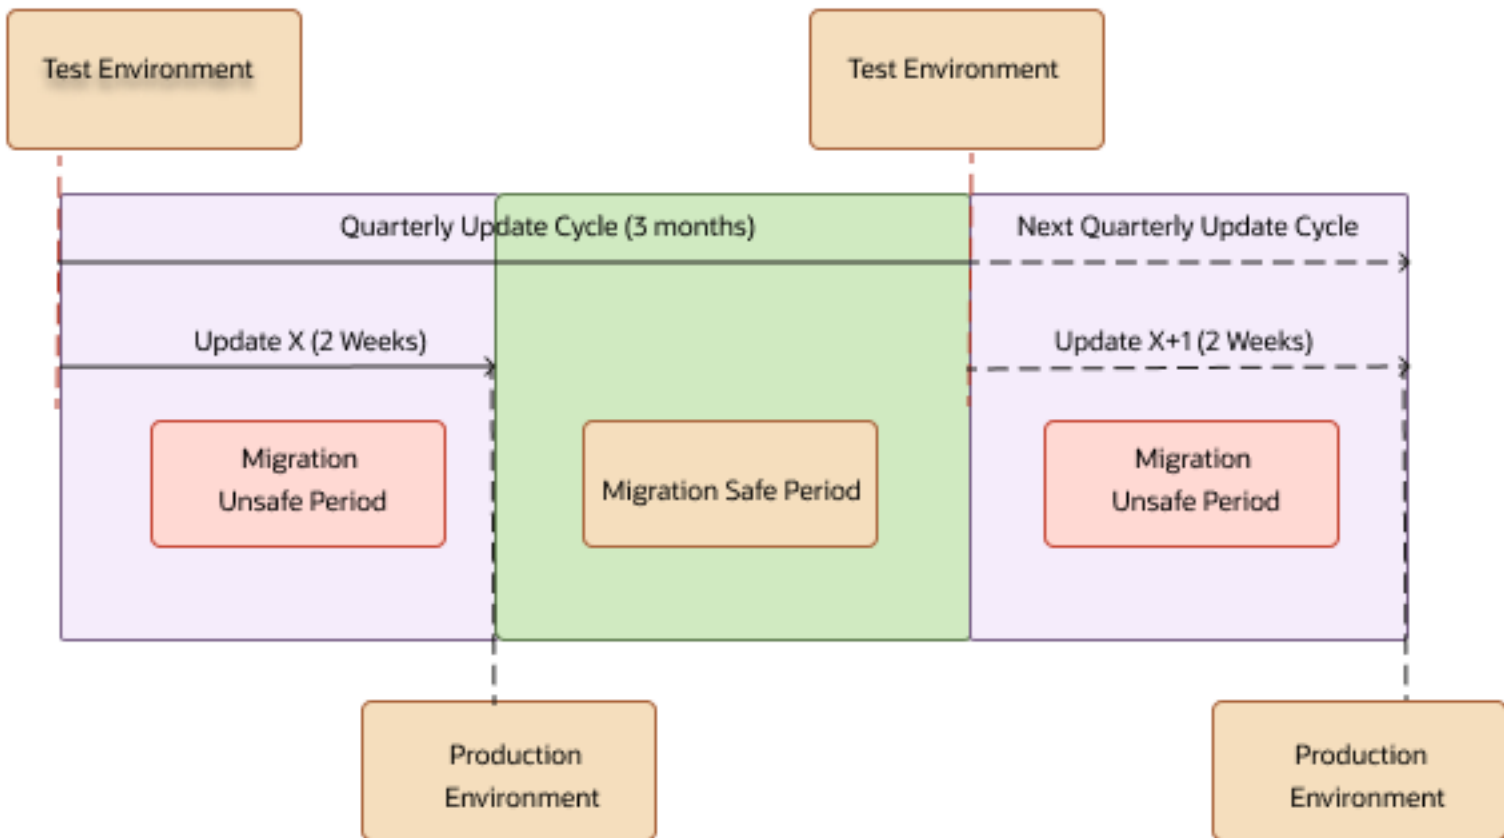 Test Environment
Test Environment
Quarterly Update Cycle (3 months)
Next Quarterly Update Cycle
Update X (2 Weeks)
Update X+1 (2 Weeks)
Migration
Unsafe Period
Migration Safe Period
Migration
Unsafe Period
Production
Environment
Production
Environment